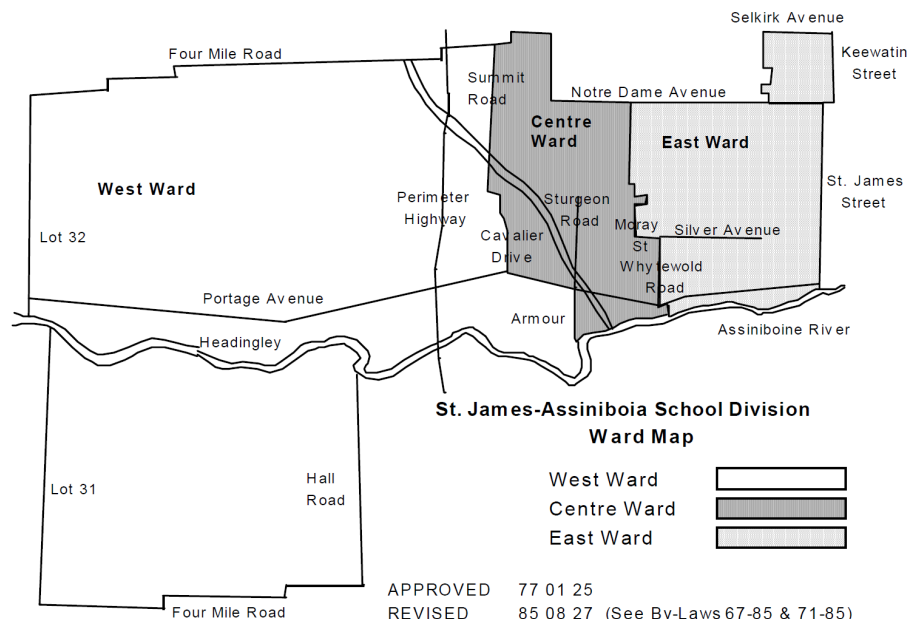 Selkirk Avenue
Four Mile Road
Keewatin
Street
Summit
Road
Notre Dame Avenue
Centre
Ward
East Ward
West Ward
St. James
Street
Perimeter
Highway
Sturgeon
Road
Moray
St
Silver Avenue
Lot 32
Cavalier
Drive
Whytewold
Road
Portage Avenue
Armour
Assiniboine River
Headingley
St. James-Assiniboia School Division
Ward Map
Hall
Road
Lot 31
West Ward
Centre Ward
East Ward
APPROVED 77 01 25
Four Mile Road
REVISED 85 08 27 (See By-Laws 67-85 & 71-85)